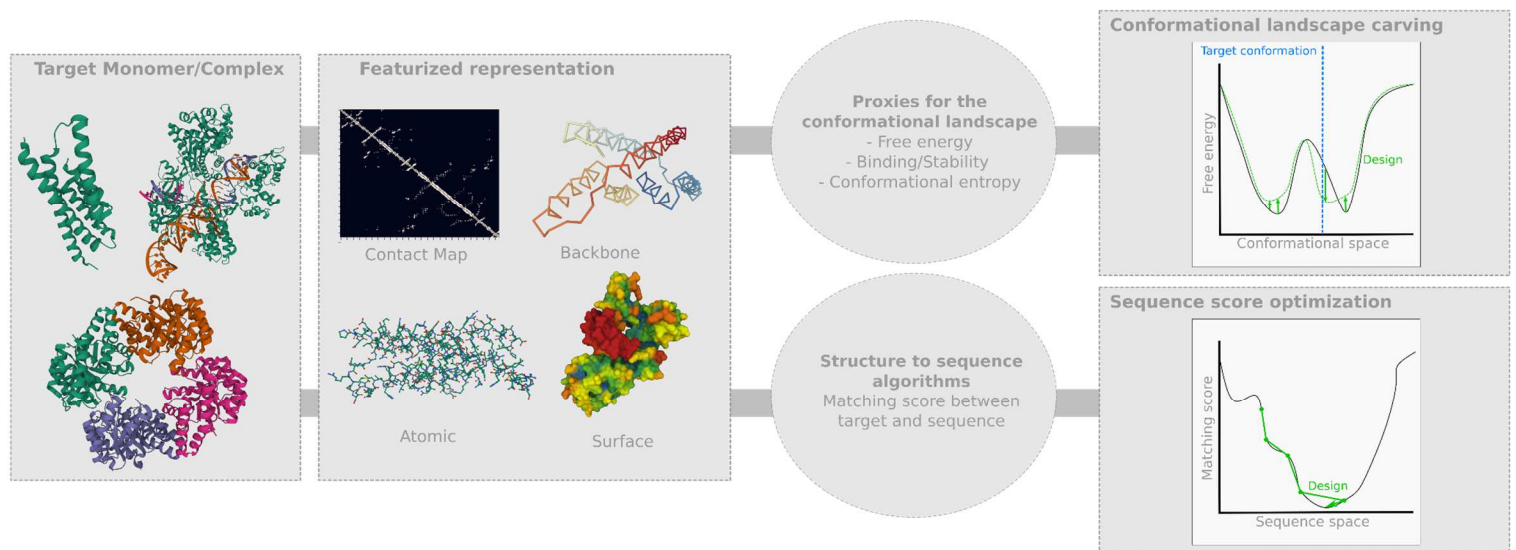 Target Monomer/Complex
Featurized representation
Contact Map
Backbone
Atomic
Surface
Proxies for the
conformational landscape
- Free energy
- Binding/Stability
- Conformational entropy
Structure to sequence
algorithms
Matching score between
target and sequence
Conformational landscape carving
Target conformation
Free energy
Design
Conformational space
Sequence score optimization
Matching score
Design
Sequence space